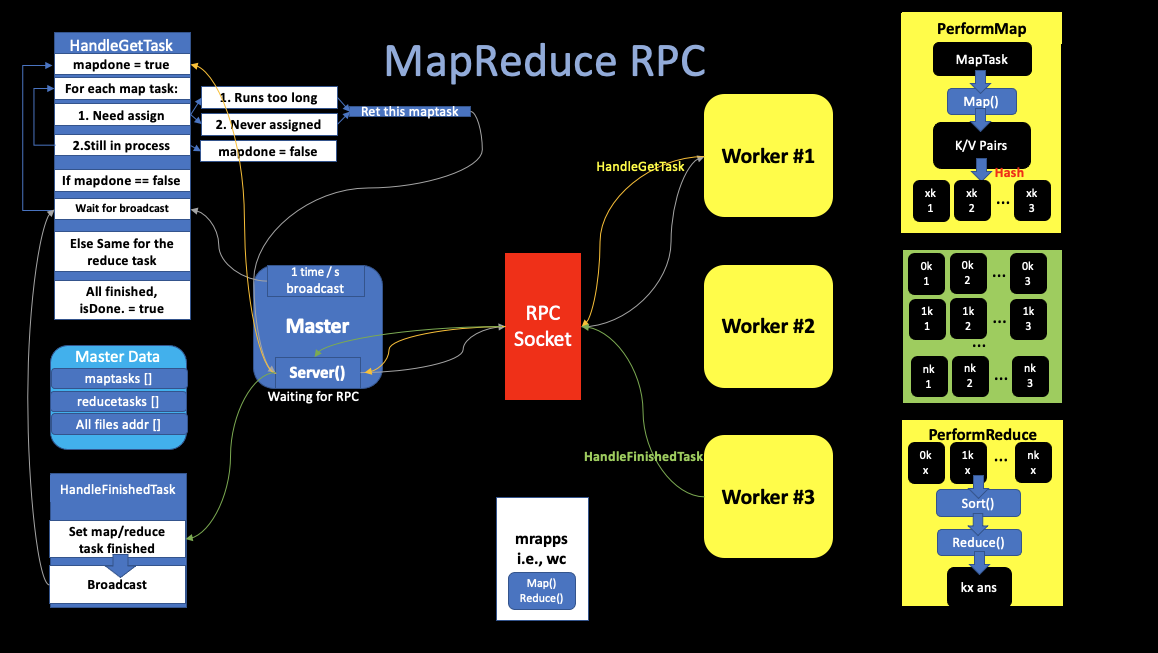 MapReduce RPC
HandleGetTask
mapdone = true
For each map task:
1. Need assign
2.Still in process
If mapdone == false
Wait for broadcast
Else Same for the
reduce task
All finished,
isDone. = true
1. Runs too long
2. Never assigned
mapdone = false
Ret this maptask
Master Data
maptasks []
reducetasks []
All files addr []
HandleFinishedTask
Set map/reduce
task finished
Broadcast
1 time / s
broadcast
Master
Server()
Waiting for RPC
RPC
Socket
mrapps
i.e., wc
Map()
Reduce()
HandleGetTask
HandleFinishedTask
Worker #1
Worker #2
Worker #3
PerformMap
MapTask
Map()
K/V Pairs
Hash
xk
1
xk
2
...
xk
3
0k
1
0k
2
...
0k
3
1k
1
1k
2
...
1k
3
...
nk
1
nk
2
...
nk
3
PerformReduce
0k
x
1k
x
...
nk
x
Sort()
Reduce()
kx ans